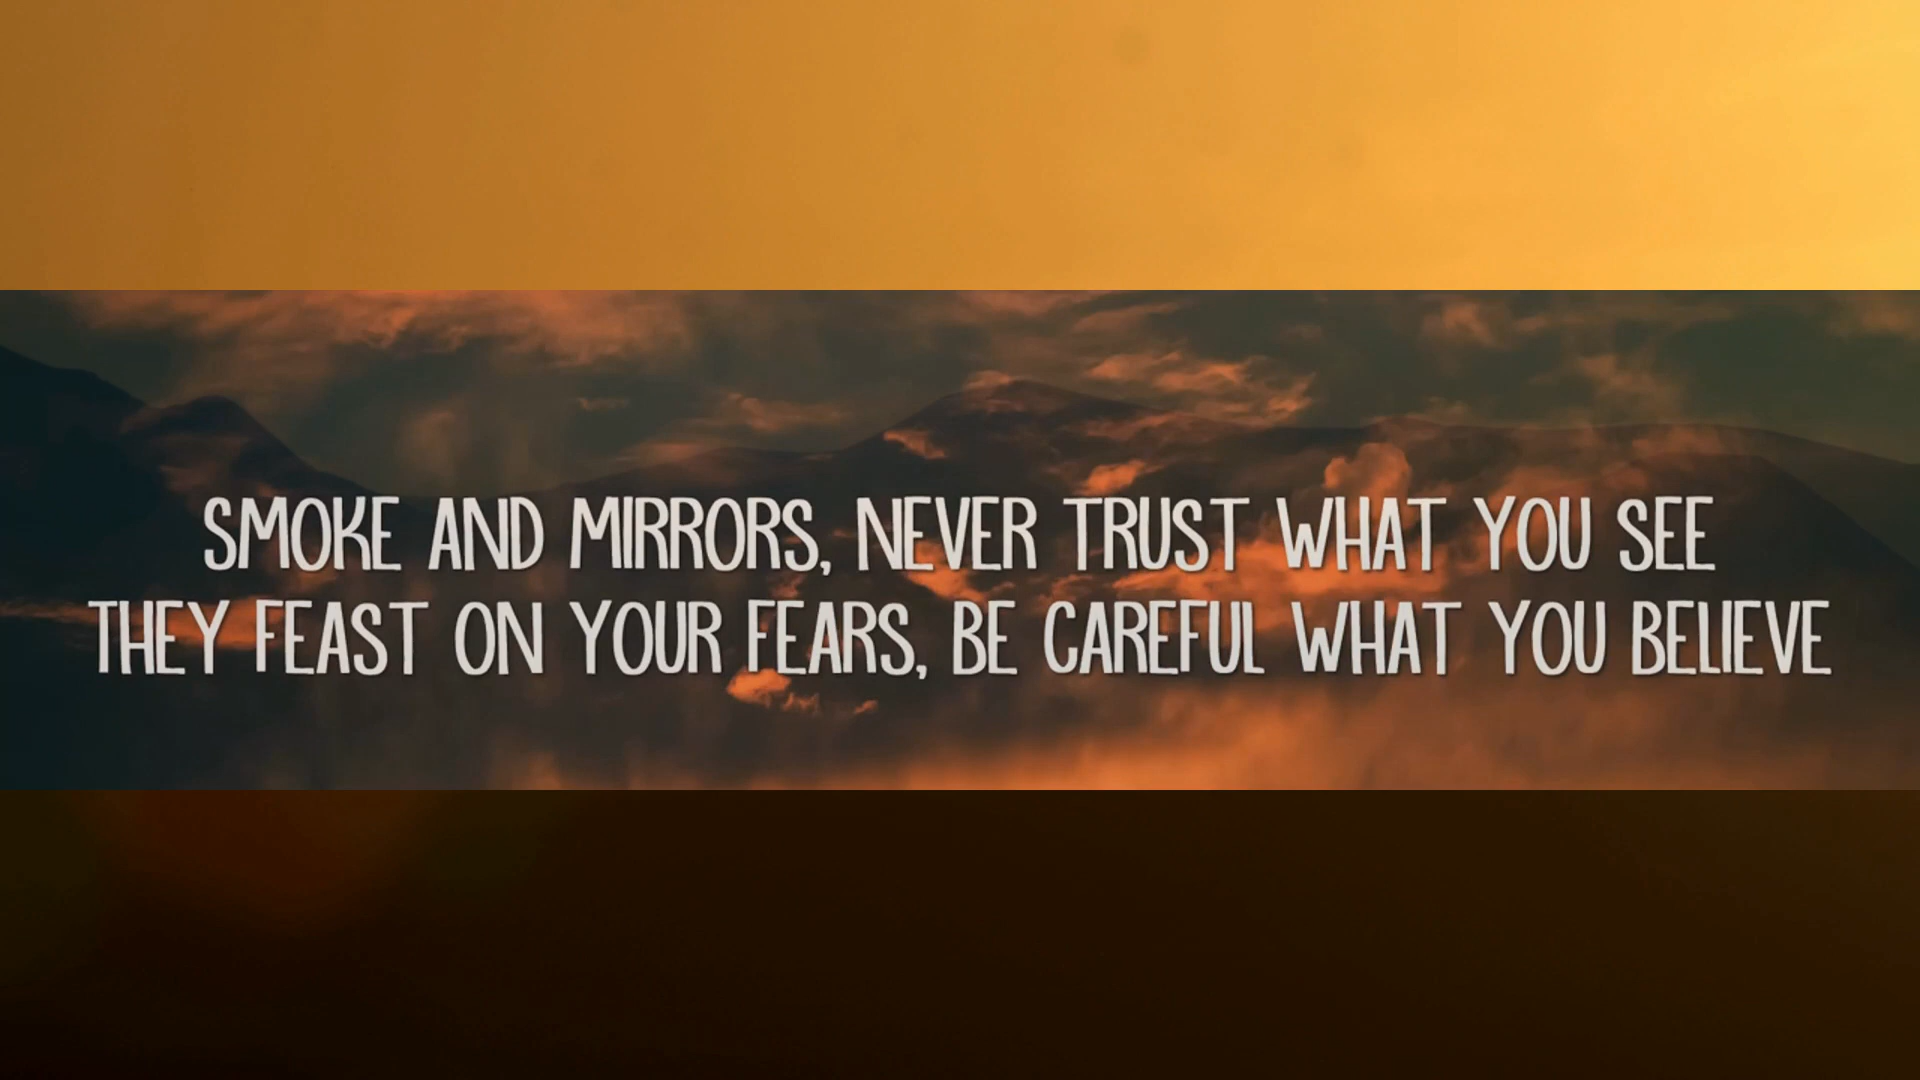 SMOKE AND MIRRORS, NEVER TRUST WHAT YOU SEE
THEY FEAST ON YOUR FEARS, BE CAREFUL WHAT YOU BELIEVE